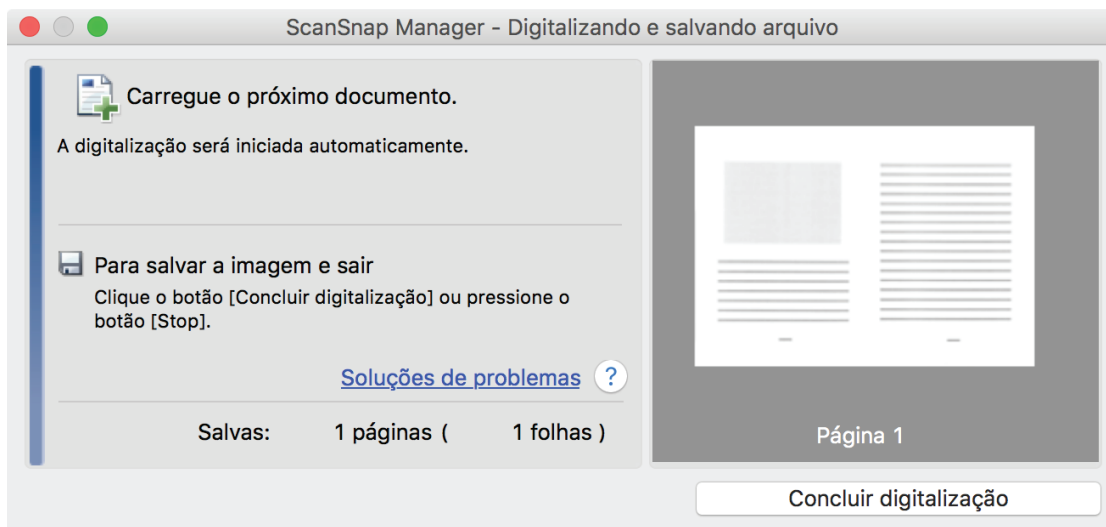 ScanSnap Manager - Digitalizando e salvando arquivo
Carregue o próximo documento.
A digitalização será iniciada automaticamente.
Para salvar a imagem e sair
Clique o botão [Concluir digitalização] ou pressione o
botão [Stop].
Soluções de problemas ?
Salvas: 1 páginas ( 1 folhas )
Página 1
Concluir digitalização